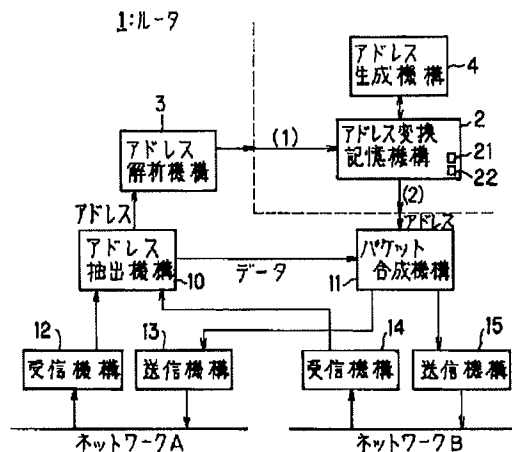 1:ルータ
アドレス
生成機構
4
3
アドレス
解析機構
(1)
2
アドレス変換
記憶機構
21
22
(2)
アドレス
アドレス
アドレス
抽出機構
10
データ
パケット
合成機構
11
12
受信機構
13
送信機構
14
受信機構
15
送信機構
ネットワークA
ネットワークB